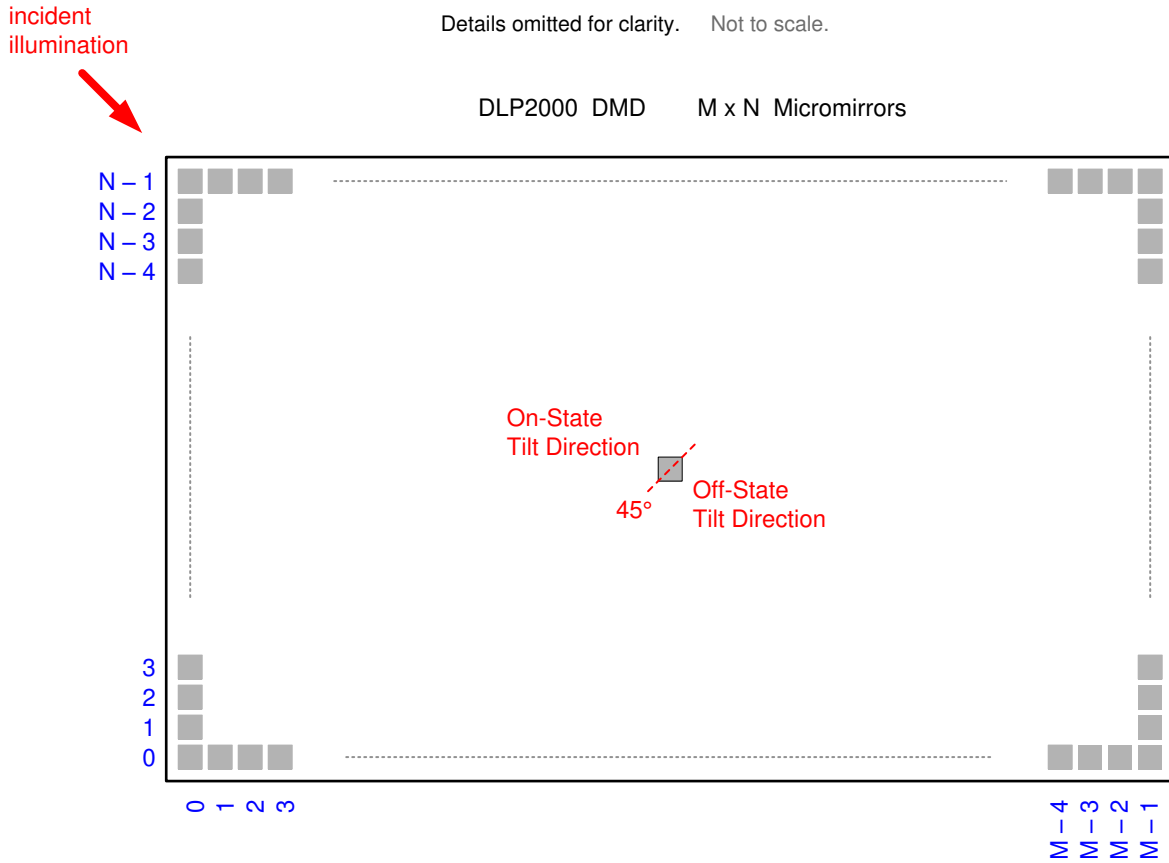 incident
illumination
Details omitted for clarity. Not to scale.
DLP2000 DMD M x N Micromirrors
N – 1
N – 2
N – 3
N – 4
On-State
Tilt Direction
45°
Off-State
Tilt Direction
3
2
1
0
0 1 2 3
M – 4 M – 3 M – 2 M – 1